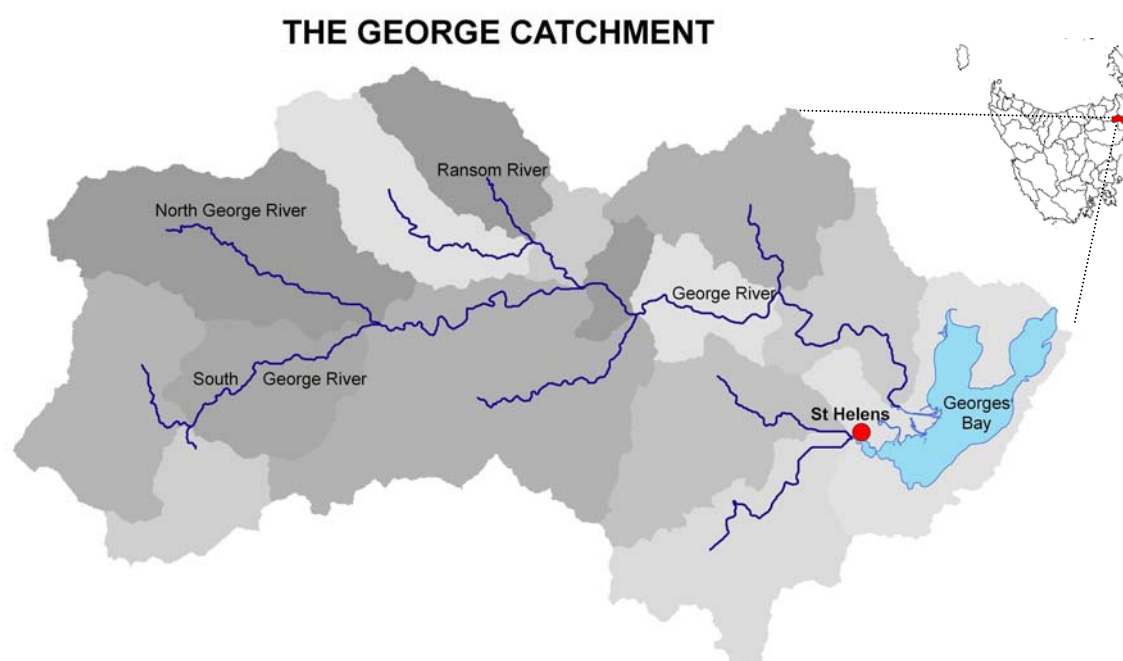 THE GEORGE CATCHMENT
Ransom River
North George River
George River
South George River
St Helens
Georges
Bay